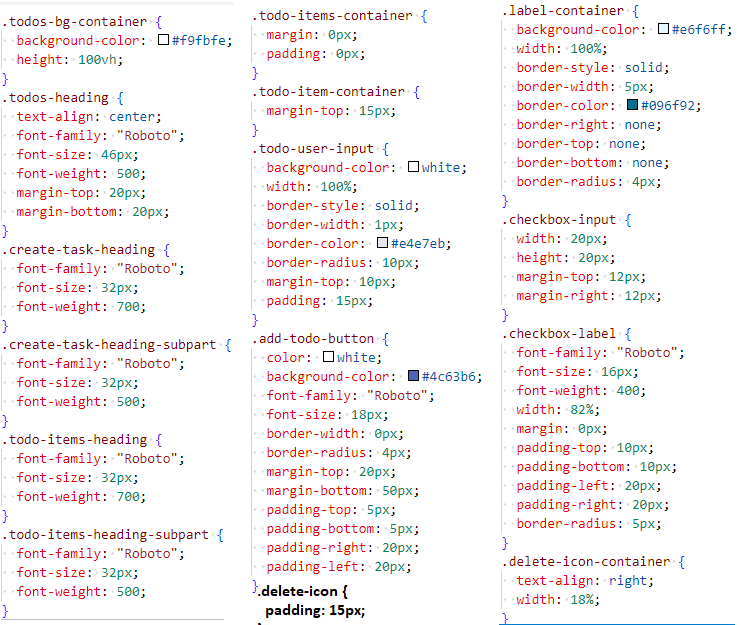 .todos-bg-container {
  background-color: #f9fbfe;
  height: 100vh;
}
.todos-heading {
  text-align: center;
  font-family: "Roboto";
  font-size: 46px;
  font-weight: 500;
  margin-top: 20px;
  margin-bottom: 20px;
}
.create-task-heading {
  font-family: "Roboto";
  font-size: 32px;
  font-weight: 700;
}
.create-task-heading-subpart {
  font-family: "Roboto";
  font-size: 32px;
  font-weight: 500;
}
.todo-items-heading {
  font-family: "Roboto";
  font-size: 32px;
  font-weight: 700;
}
.todo-items-heading-subpart {
  font-family: "Roboto";
  font-size: 32px;
  font-weight: 500;
}
.todo-items-container {
  margin: 0px;
  padding: 0px;
}
.todo-item-container {
  margin-top: 15px;
}
.todo-user-input {
  background-color: white;
  width: 100%;
  border-style: solid;
  border-width: 1px;
  border-color: #e4e7eb;
  border-radius: 10px;
  margin-top: 10px;
  padding: 15px;
}
.add-todo-button {
  color: white;
  background-color: #4c63b6;
  font-family: "Roboto";
  font-size: 18px;
  border-width: 0px;
  border-radius: 4px;
  margin-top: 20px;
  margin-bottom: 50px;
  padding-top: 5px;
  padding-bottom: 5px;
  padding-right: 20px;
  padding-left: 20px;
}
.delete-icon {
  padding: 15px;
.label-container {
  background-color: #e6f6ff;
  width: 100%;
  border-style: solid;
  border-width: 5px;
  border-color: #096f92;
  border-right: none;
  border-top: none;
  border-bottom: none;
  border-radius: 4px;
}
.checkbox-input {
  width: 20px;
  height: 20px;
  margin-top: 12px;
  margin-right: 12px;
}
.checkbox-label {
  font-family: "Roboto";
  font-size: 16px;
  font-weight: 400;
  width: 82%;
  margin: 0px;
  padding-top: 10px;
  padding-bottom: 10px;
  padding-left: 20px;
  padding-right: 20px;
  border-radius: 5px;
}
.delete-icon-container {
  text-align: right;
  width: 18%;
}